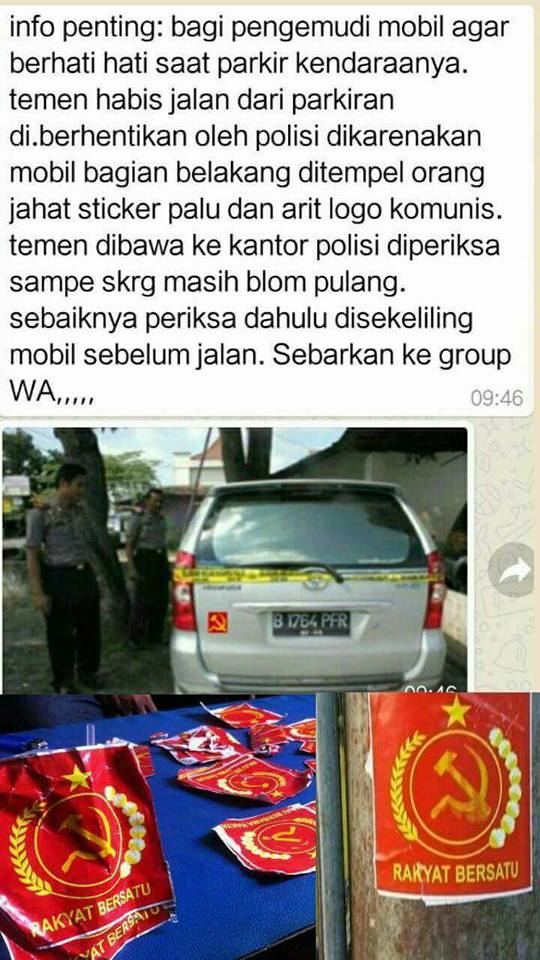 info penting: bagi pengemudi mobil agar
berhati hati saat parkir kendaraanya.
temen habis jalan dari parkiran
di.berhentikan oleh polisi dikarenakan
mobil bagian belakang ditempel orang
jahat sticker palu dan arit logo komunis.
temen dibawa ke kantor polisi diperiksa
sampe skrg masih blom pulang.
sebaiknya periksa dahulu disekeliling
mobil sebelum jalan. Sebarkan ke group
WA,,,,,
09:46
B 1764 PFR
09:46
RAKYAT BERSATU
YAT BERSATU
RAKYAT BERSATU